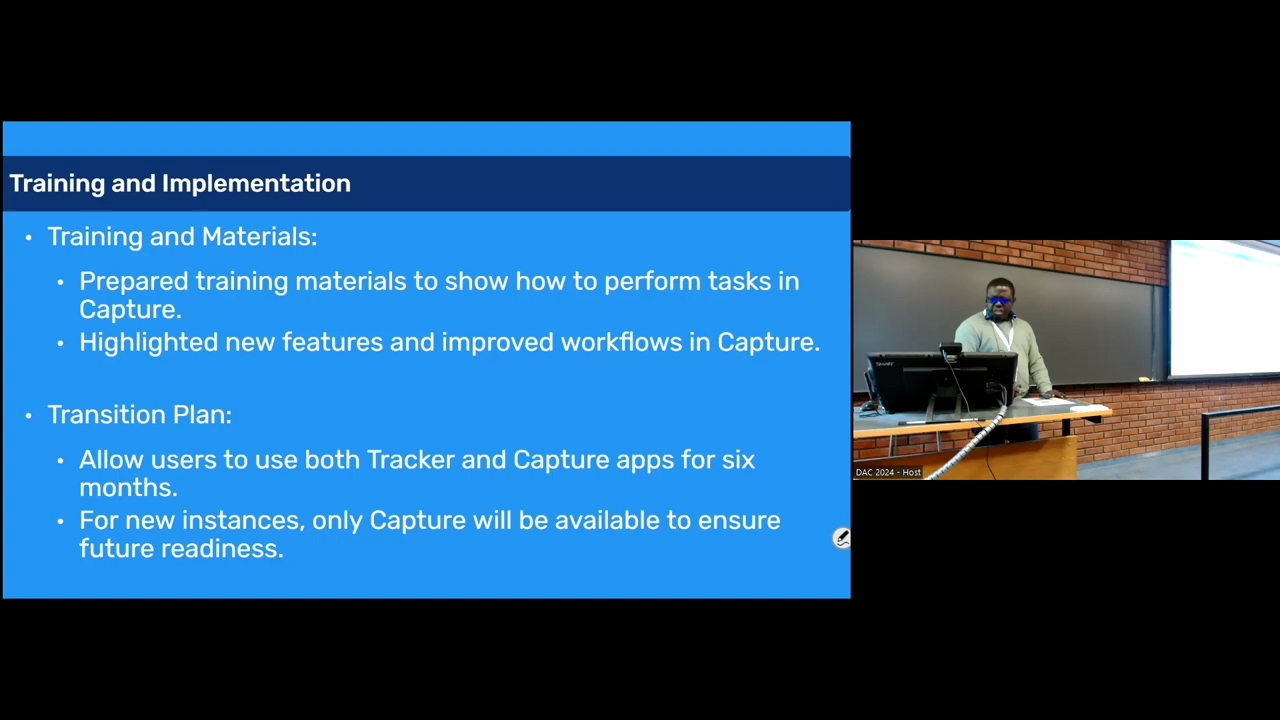 Training and Implementation
• Training and Materials:
• Prepared training materials to show how to perform tasks in
Capture.
• Highlighted new features and improved workflows in Capture.
• Transition Plan:
• Allow users to use both Tracker and Capture apps for six
months.
• For new instances, only Capture will be available to ensure
future readiness.
SMART
DAC 2024 - Host